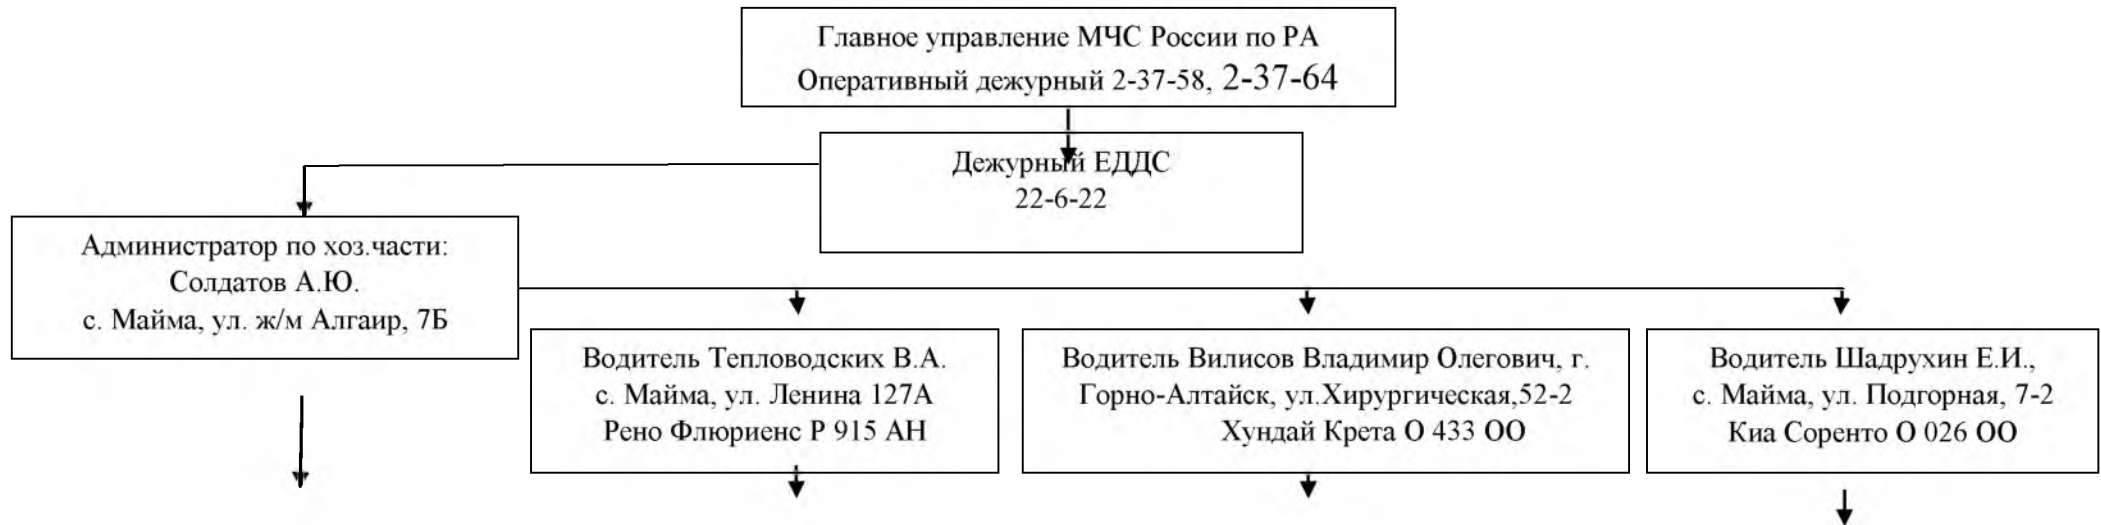 Главное управление МЧС России по РА
Оперативный дежурный 2-37-58, 2-37-64
Дежурный ЕДДС
22-6-22
Администратор по хоз.части:
Солдатов А.Ю.
с. Майма, ул. ж/м Алгаир, 7Б
Водитель Тепловодских В.А.
с. Майма, ул. Ленина 127А
Рено Флюриенс Р 915 АН
Водитель Вилисов Владимир Олегович, г.
Горно-Алтайск, ул.Хирургическая,52-2
Хундай Крета О 433 ОО
Водитель Шадрухин Е.И.,
с. Майма, ул. Подгорная, 7-2
Киа Соренто О 026 ОО